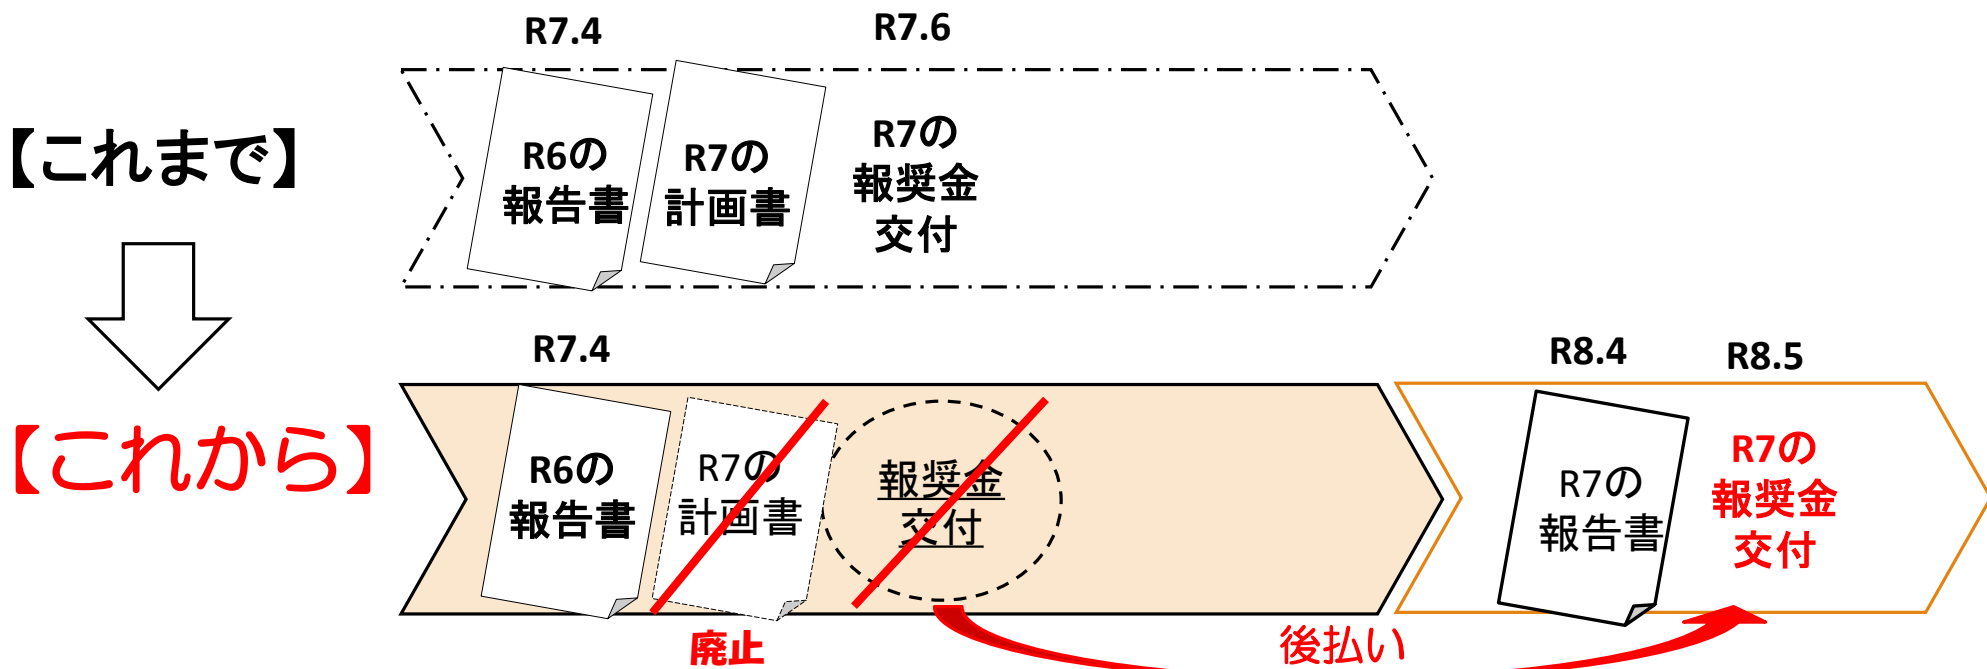 R7.4
R7.6
【これまで】
R6の
報告書
R7の
計画書
R7の
報奨金
交付
R7.4
R8.4
R8.5
【これから】
R6の
報告書
R7の
計画書
報奨金
交付
R7の
報告書
R7の
報奨金
交付
廃止
後払い